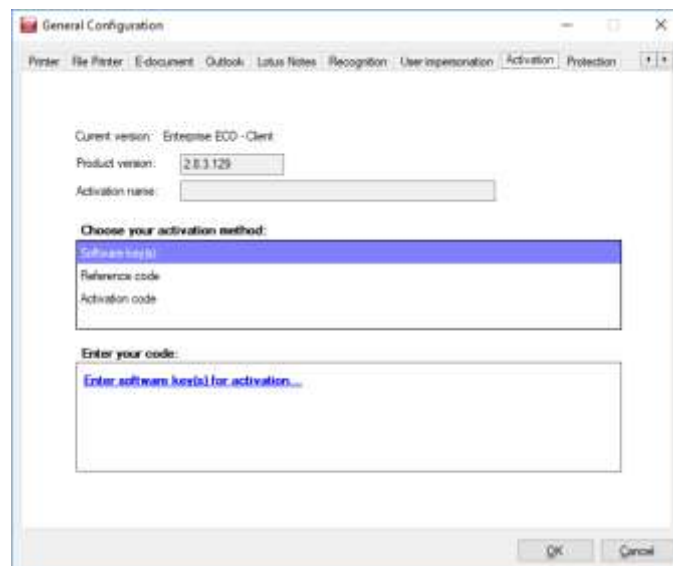 General Configuration
Printer File Printer E-document Outlook Lotus Notes Recognition User impersonation Activation Protection
Current version: Enterprise ECO - Client
Product version: 2.8.3.129
Activation name:
Choose your activation method:
Software key(s)
Reference code
Activation code
Enter your code:
Enter software key(s) for activation...
OK Cancel